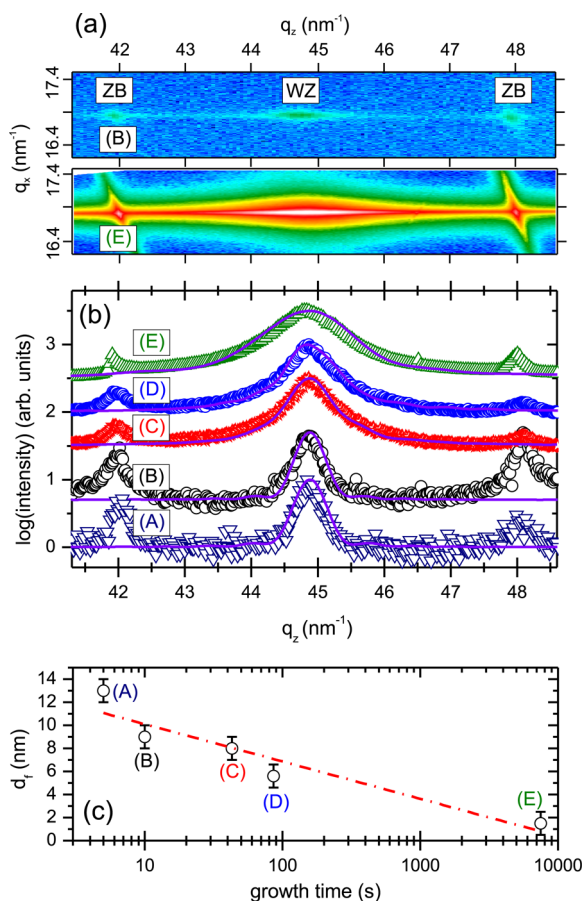 (a)
q_z (nm⁻¹)
42 43 44 45 46 47 48
17.4
16.4
ZB WZ ZB
(B)
q_x (nm⁻¹)
17.4
16.4
(E)
(b)
(E)
(D)
(C)
(B)
(A)
3
2
1
0
log(intensity) (arb. units)
42 43 44 45 46 47 48
q_z (nm⁻¹)
14
12
10
8
6
4
2
0
d_f (nm)
(A)
(B)
(C)
(D)
(E)
(c)
10 100 1000 10000
growth time (s)